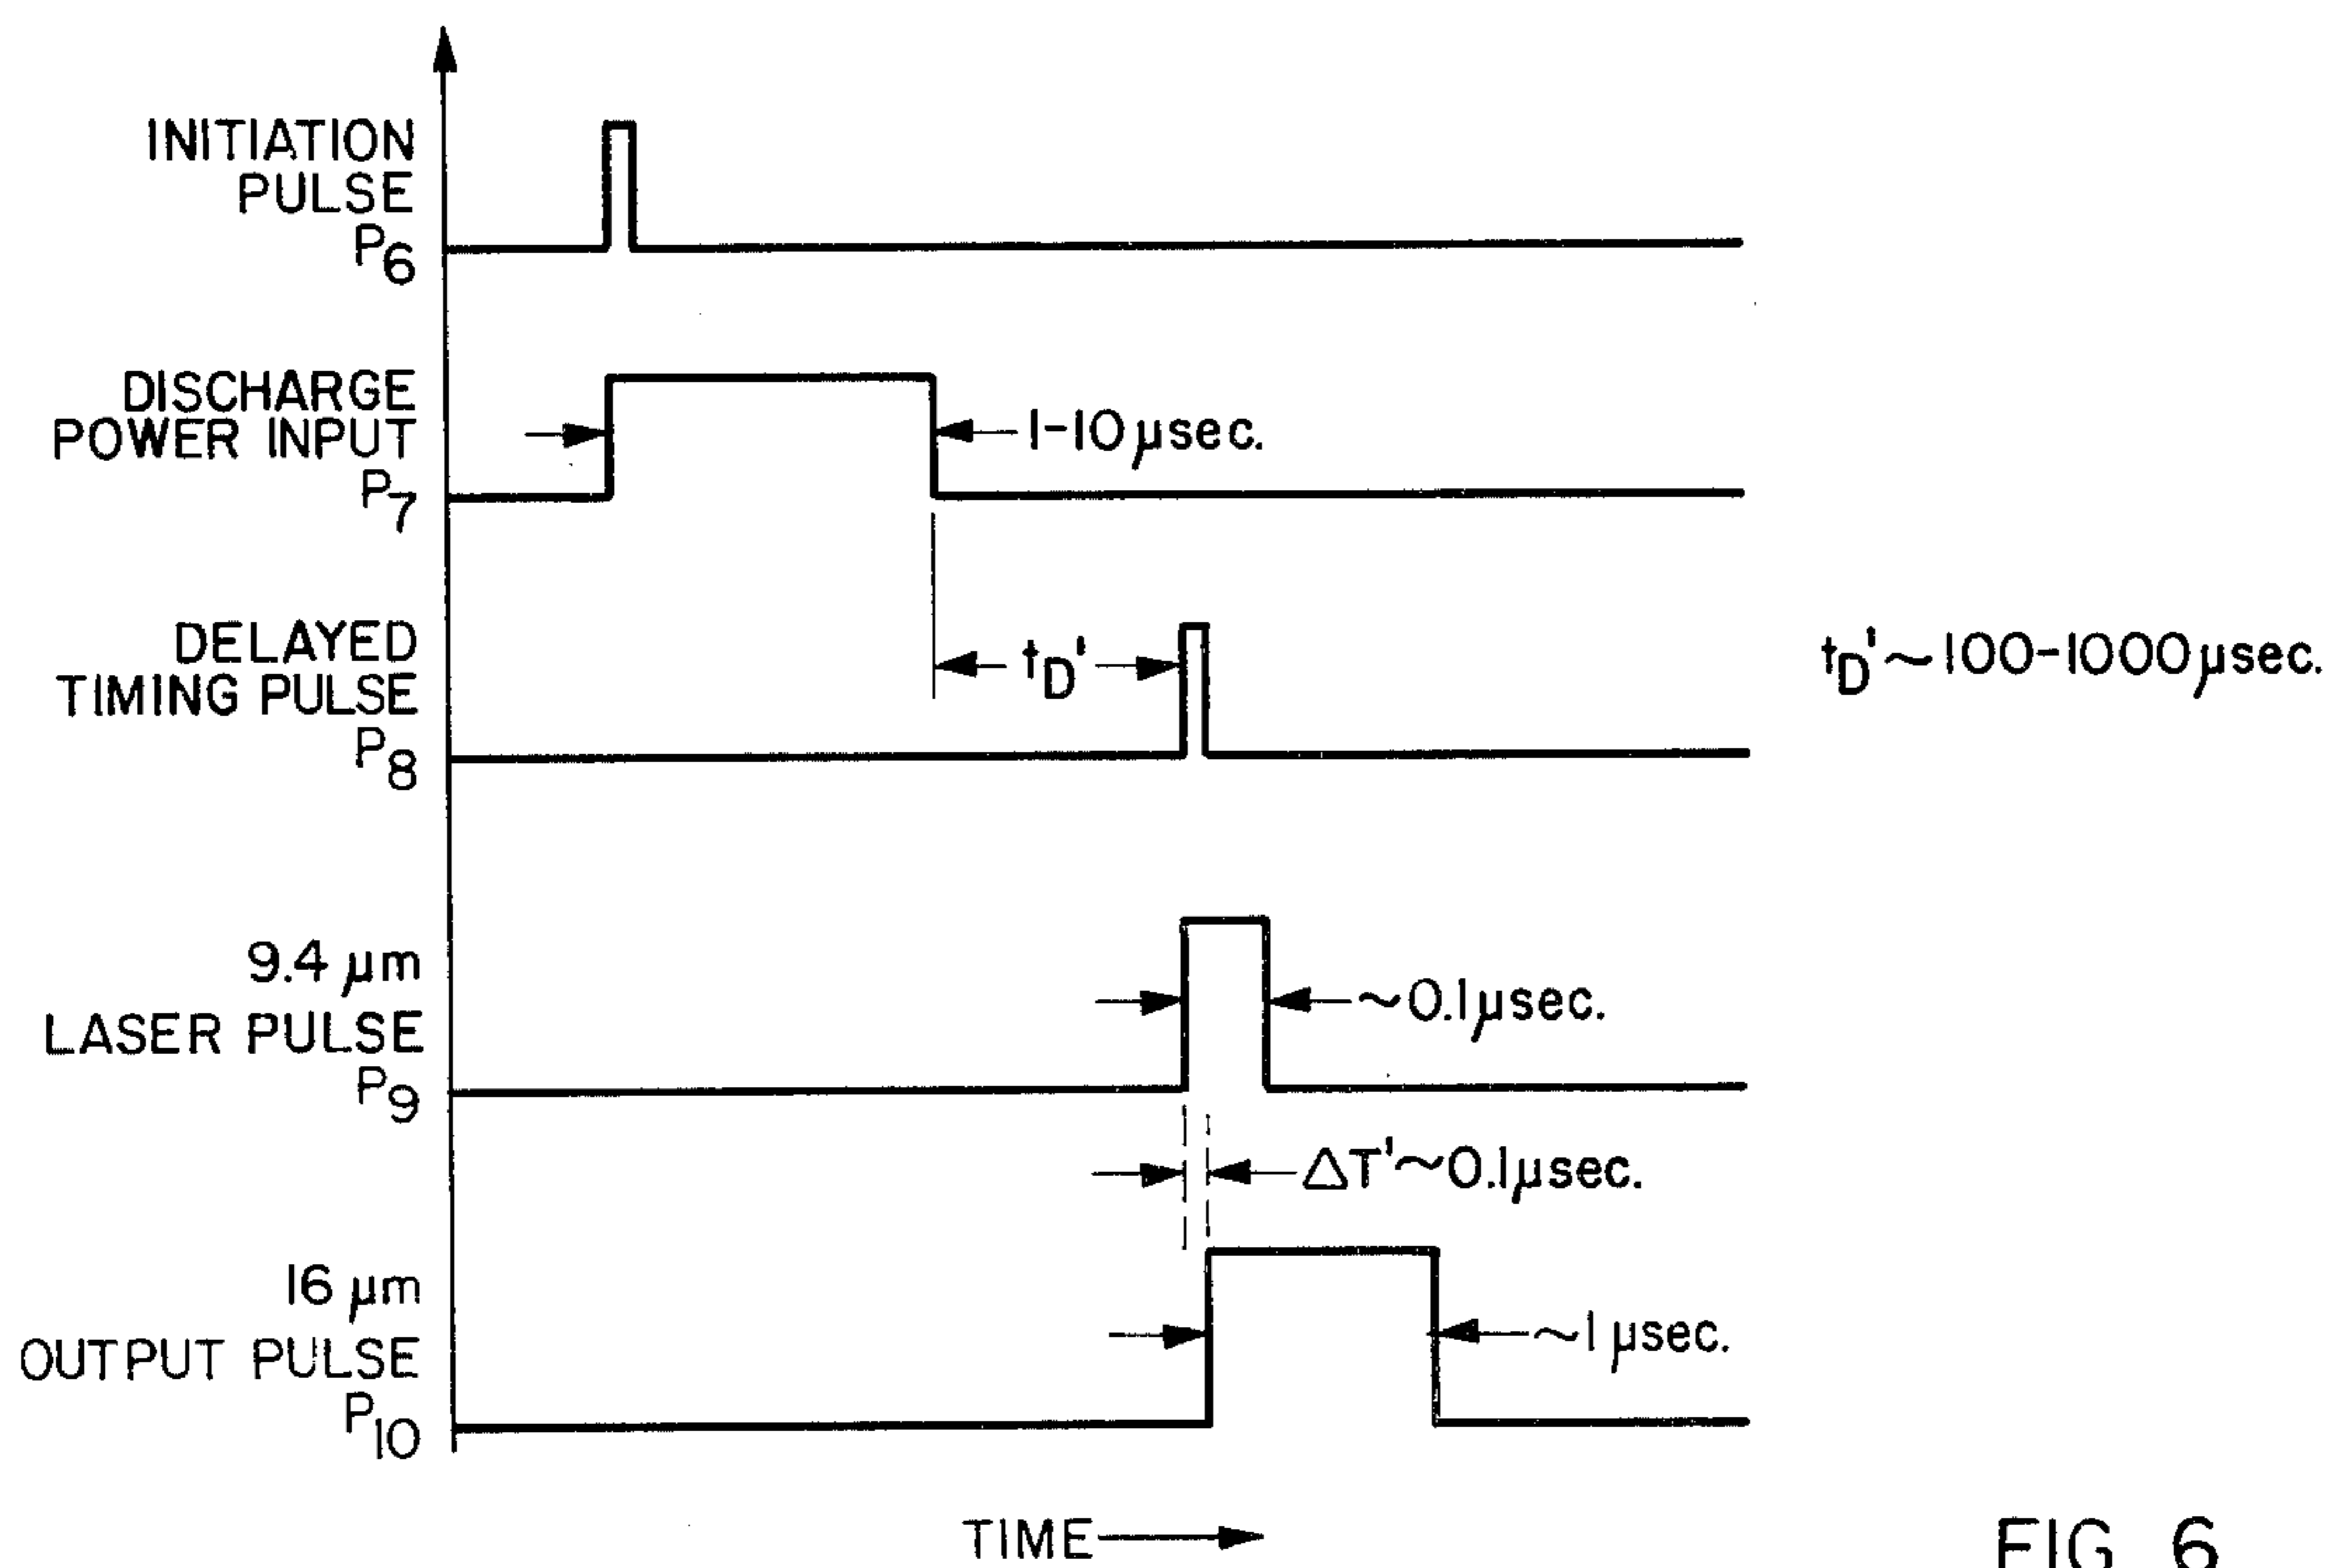 INITIATION
PULSE
P6
DISCHARGE
POWER INPUT
P7
1-10 µsec.
DELAYED
TIMING PULSE
P8
tD'
tD'~100-1000 µsec.
9.4 µm
LASER PULSE
P9
~0.1 µsec.
ΔT'~0.1 µsec.
16 µm
OUTPUT PULSE
P10
~1 µsec.
TIME
FIG. 6